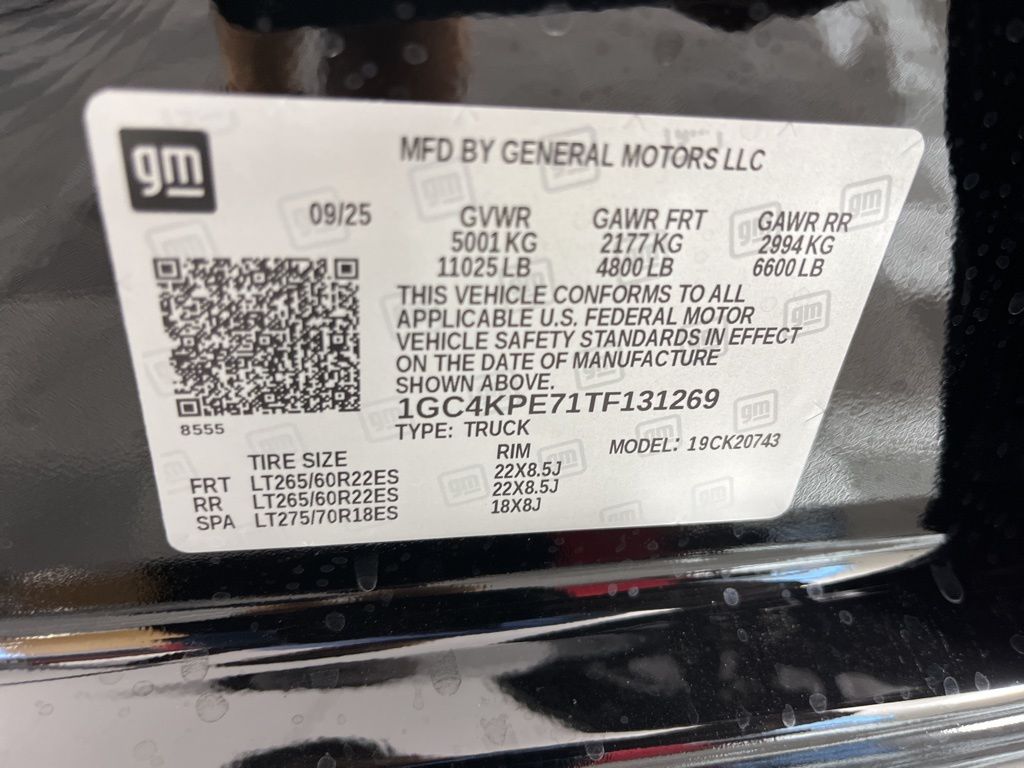 gm
MFD BY GENERAL MOTORS LLC
09/25 GVWR GAWR FRT GAWR RR
5001 KG 2177 KG 2994 KG
11025 LB 4800 LB 6600 LB
THIS VEHICLE CONFORMS TO ALL
APPLICABLE U.S. FEDERAL MOTOR
VEHICLE SAFETY STANDARDS IN EFFECT
ON THE DATE OF MANUFACTURE
SHOWN ABOVE.
1GC4KPE71TF131269
8555
TYPE: TRUCK
MODEL: 19CK20743
TIRE SIZE RIM
FRT LT265/60R22ES 22X8.5J
RR LT265/60R22ES 22X8.5J
SPA LT275/70R18ES 18X8J